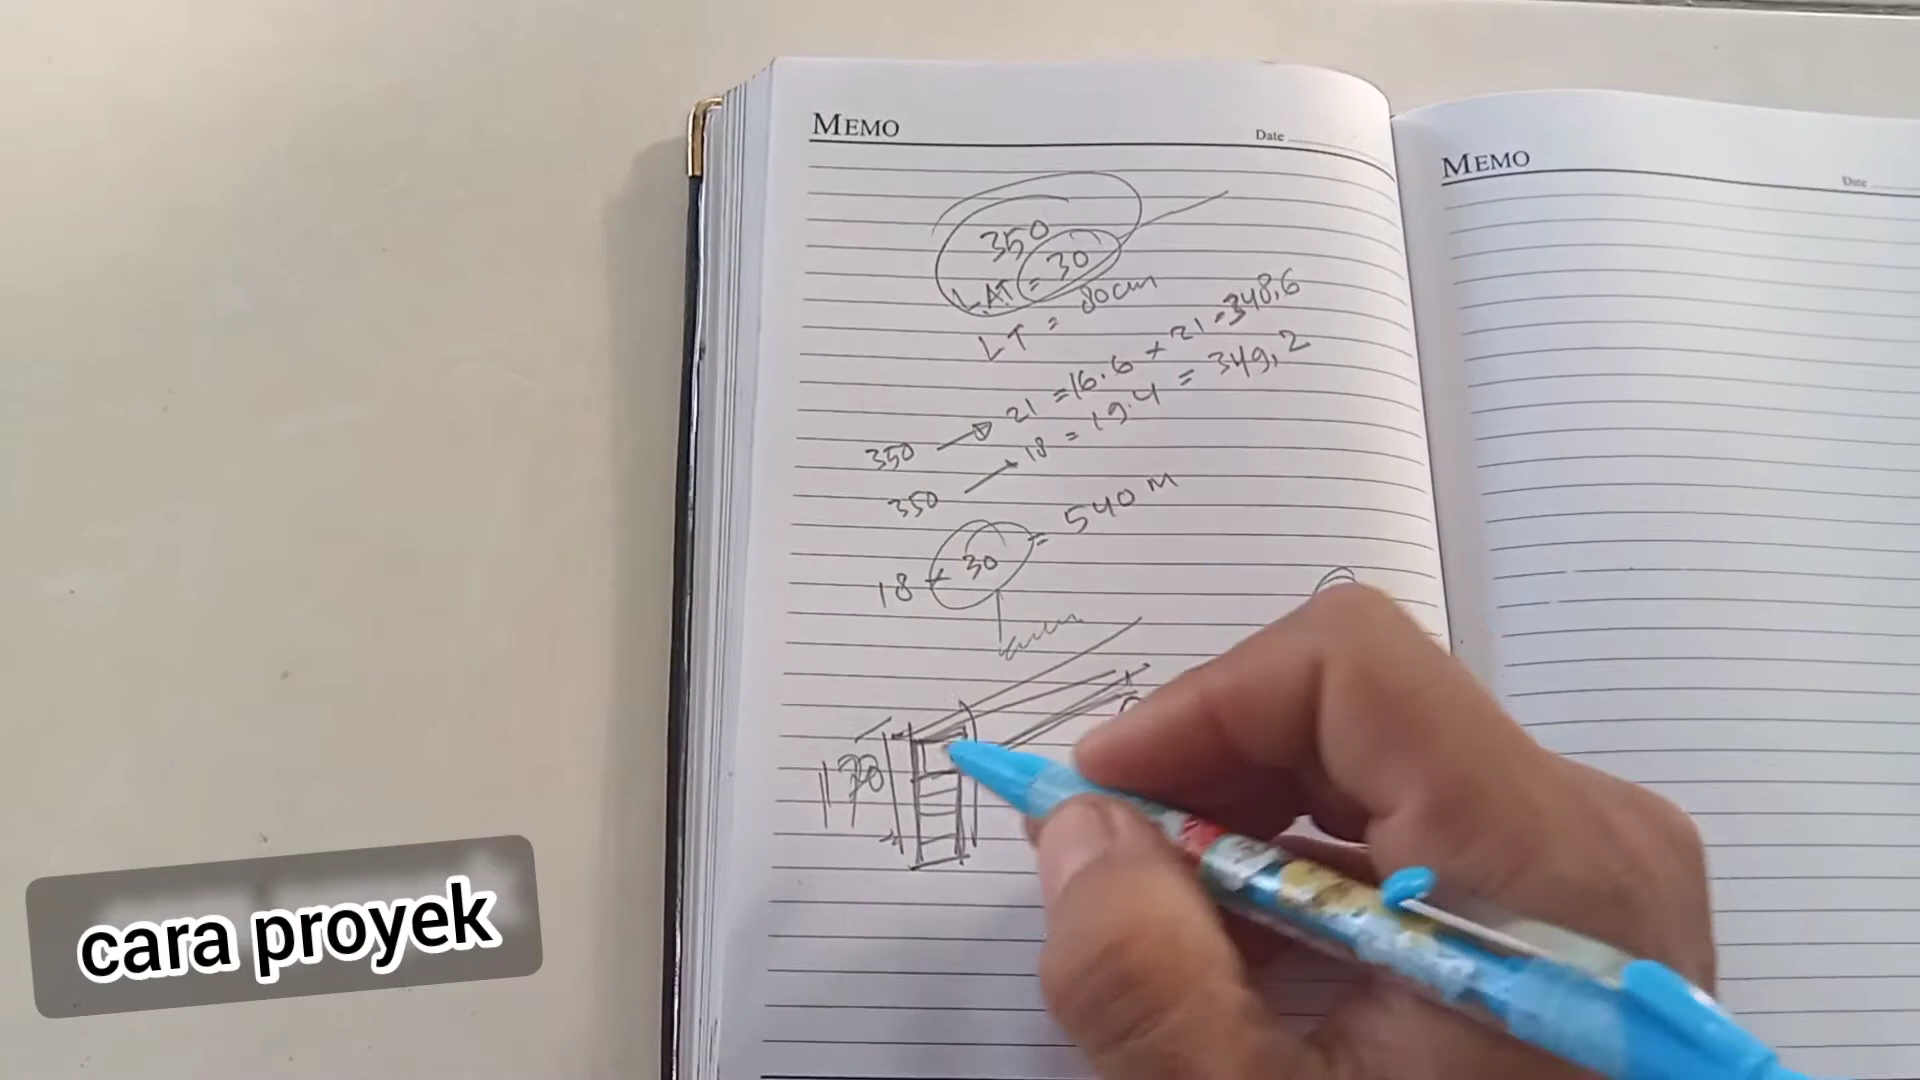 MEMO
Date
350
LAT = 30
LT = 80cm
350 → 21 = 16.6 + 21 = 348,6
350 → 18 = 19.4 = 349,2
18 × 30 = 540 M
170
MEMO
Date
cara proyek